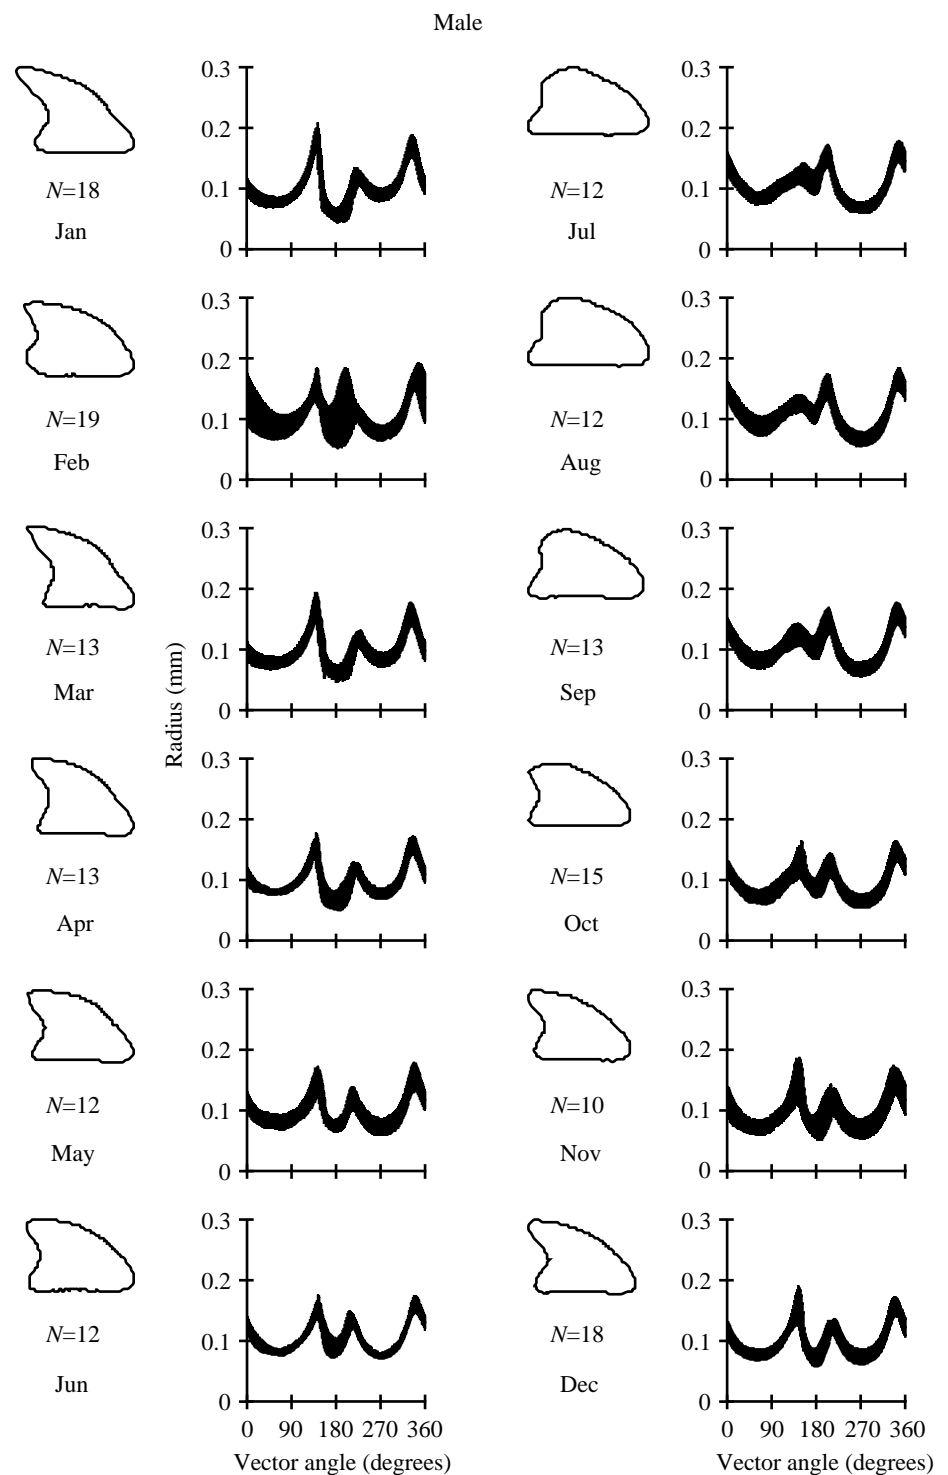 Male
0.3
0.2
0.1
0
N=18
Jan
0.3
0.2
0.1
0
N=12
Jul
0.3
0.2
0.1
0
N=19
Feb
0.3
0.2
0.1
0
N=12
Aug
0.3
0.2
0.1
0
N=13
Mar
Radius (mm)
0.3
0.2
0.1
0
N=13
Sep
0.3
0.2
0.1
0
N=13
Apr
0.3
0.2
0.1
0
N=15
Oct
0.3
0.2
0.1
0
N=12
May
0.3
0.2
0.1
0
N=10
Nov
0.3
0.2
0.1
0
N=12
Jun
0 90 180 270 360
Vector angle (degrees)
0.3
0.2
0.1
0
N=18
Dec
0 90 180 270 360
Vector angle (degrees)